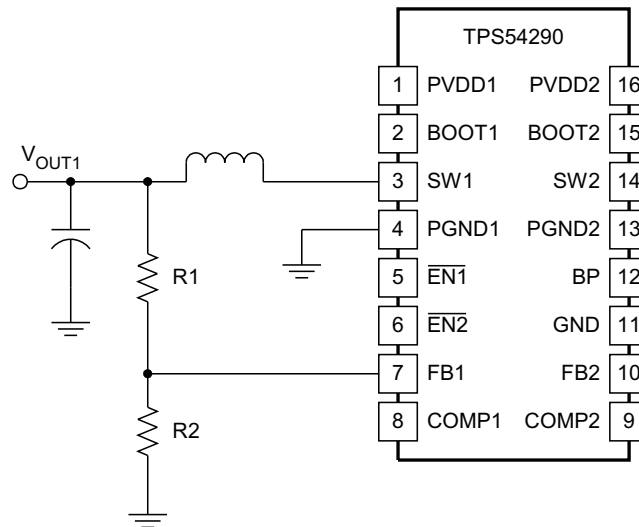 TPS54290
1 PVDD1 PVDD2 16
2 BOOT1 BOOT2 15
VOUT1
3 SW1 SW2 14
4 PGND1 PGND2 13
R1
5 EN1 BP 12
6 EN2 GND 11
7 FB1 FB2 10
R2
8 COMP1 COMP2 9